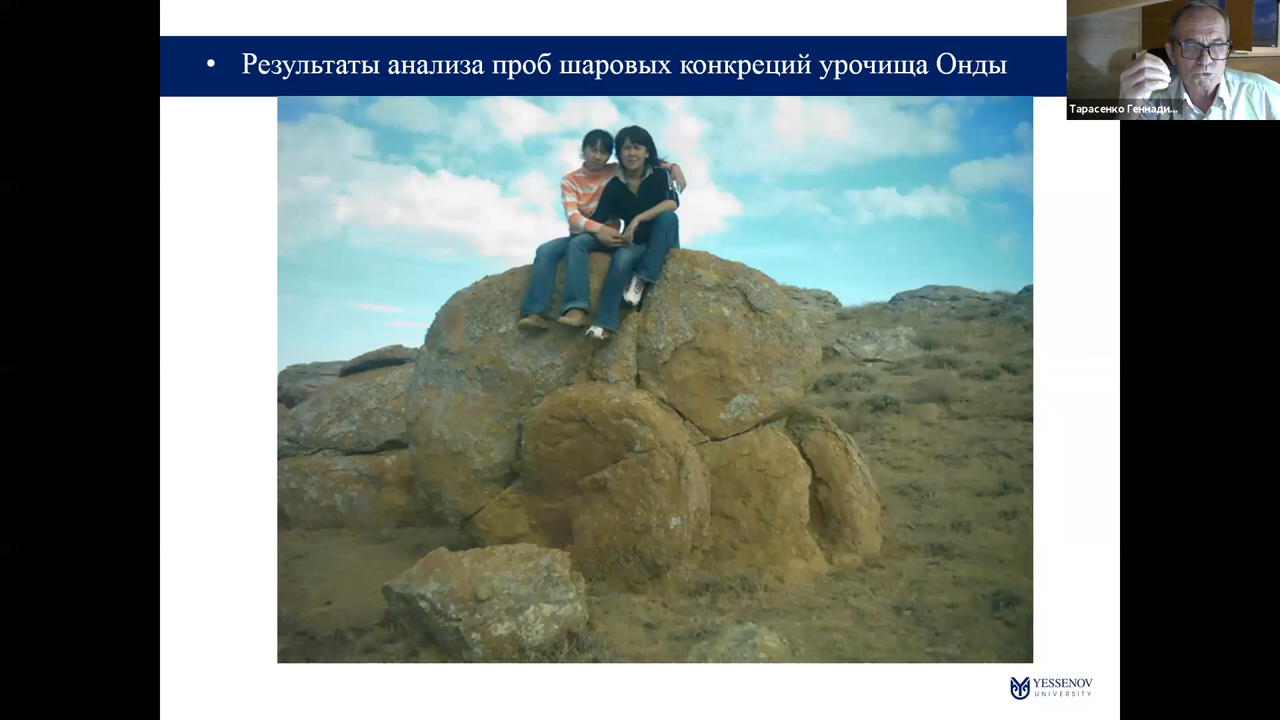 • Результаты анализа проб шаровых конкреций урочища Онды
Тарасенко Геннади...
YESSENOV
UNIVERSITY